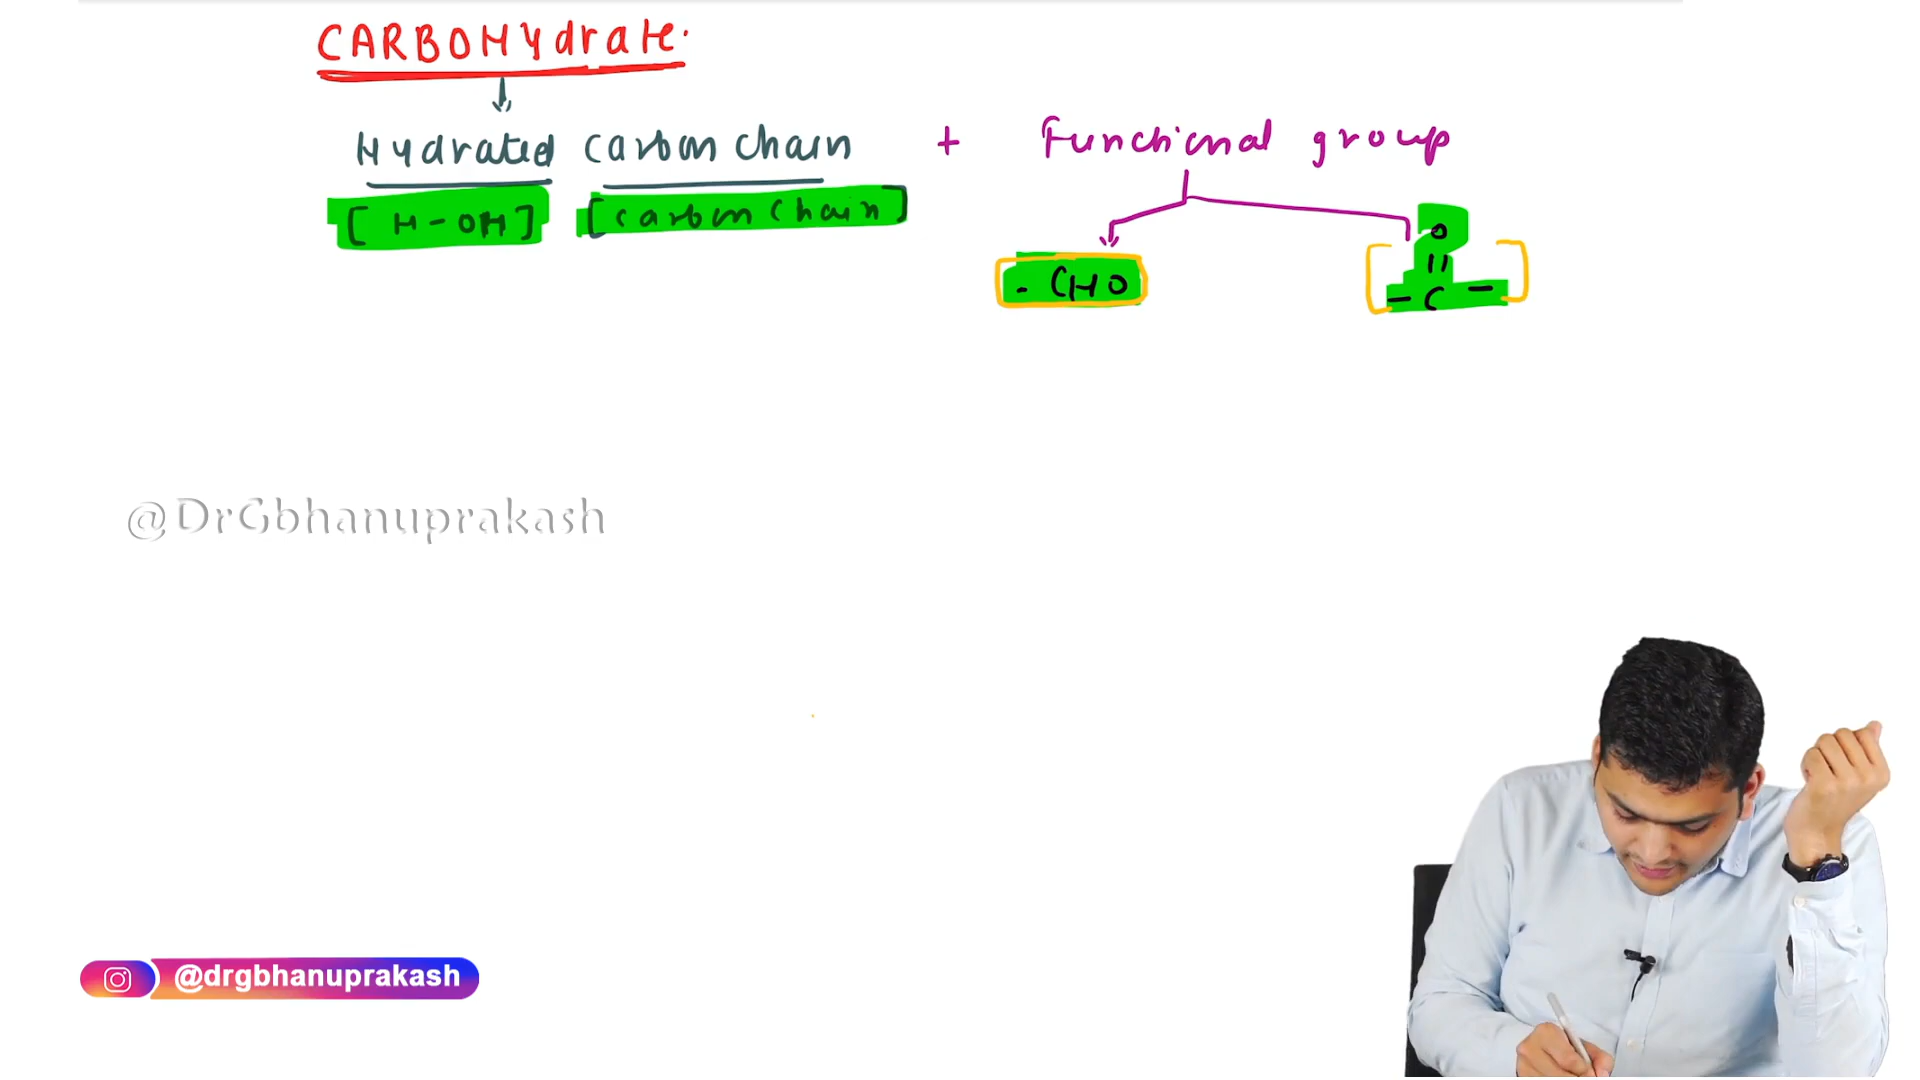 CARBOHydrate.
Hydrated carbon chain + Functional group
[H-OH] [carbon chain]
O
||
- CHO [- C -]
@DrGbhanuprakash
@drgbhanuprakash